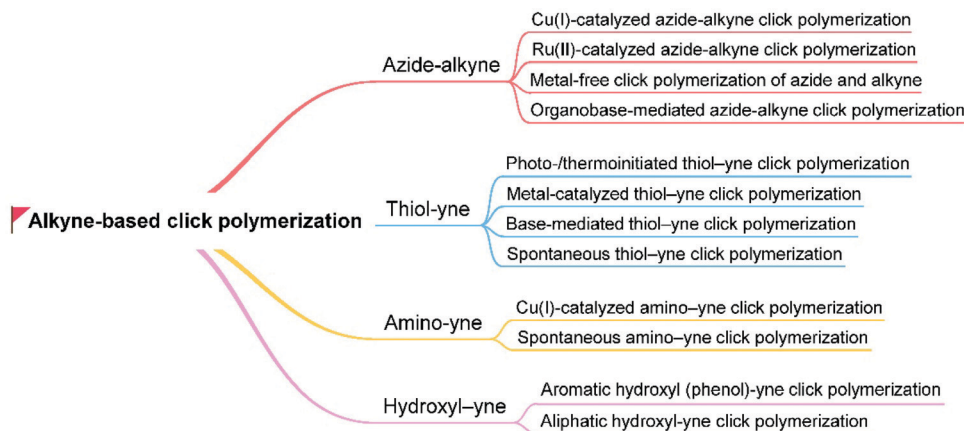 Alkyne-based click polymerization
Azide-alkyne
Cu(I)-catalyzed azide-alkyne click polymerization
Ru(II)-catalyzed azide-alkyne click polymerization
Metal-free click polymerization of azide and alkyne
Organobase-mediated azide-alkyne click polymerization
Thiol-yne
Photo-/thermoinitiated thiol–yne click polymerization
Metal-catalyzed thiol–yne click polymerization
Base-mediated thiol–yne click polymerization
Spontaneous thiol–yne click polymerization
Amino-yne
Cu(I)-catalyzed amino–yne click polymerization
Spontaneous amino–yne click polymerization
Hydroxyl–yne
Aromatic hydroxyl (phenol)-yne click polymerization
Aliphatic hydroxyl-yne click polymerization